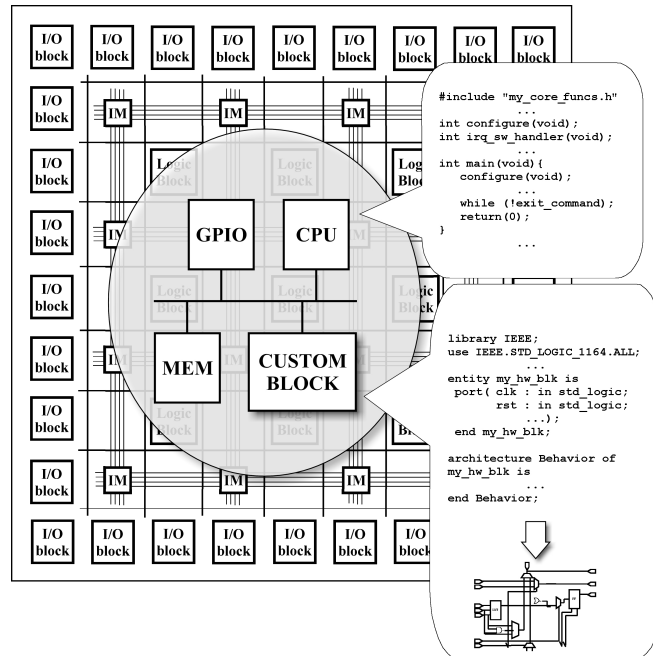 I/O I/O I/O I/O I/O I/O I/O I/O I/O
block block block block block block block block block
I/O
block
IM IM IM
I/O
block
Logic
Block
I/O
block
GPIO CPU
I/O
block
Logic Logic
Block Block
I/O
block
MEM IM CUSTOM
BLOCK
I/O
block
Logic Logic
Block Block
I/O
block
IM IM IM
I/O I/O I/O I/O I/O I/O I/O
block block block block block block block
#include "my_core_funcs.h"
...
int configure(void);
int irq_sw_handler(void);
...
int main(void){
configure(void);
...
while (!exit_command);
return(0);
}
...
library IEEE;
use IEEE.STD_LOGIC_1164.ALL;
...
entity my_hw_blk is
port( clk : in std_logic;
rst : in std_logic;
...);
end my_hw_blk;
architecture Behavior of
my_hw_blk is
...
end Behavior;